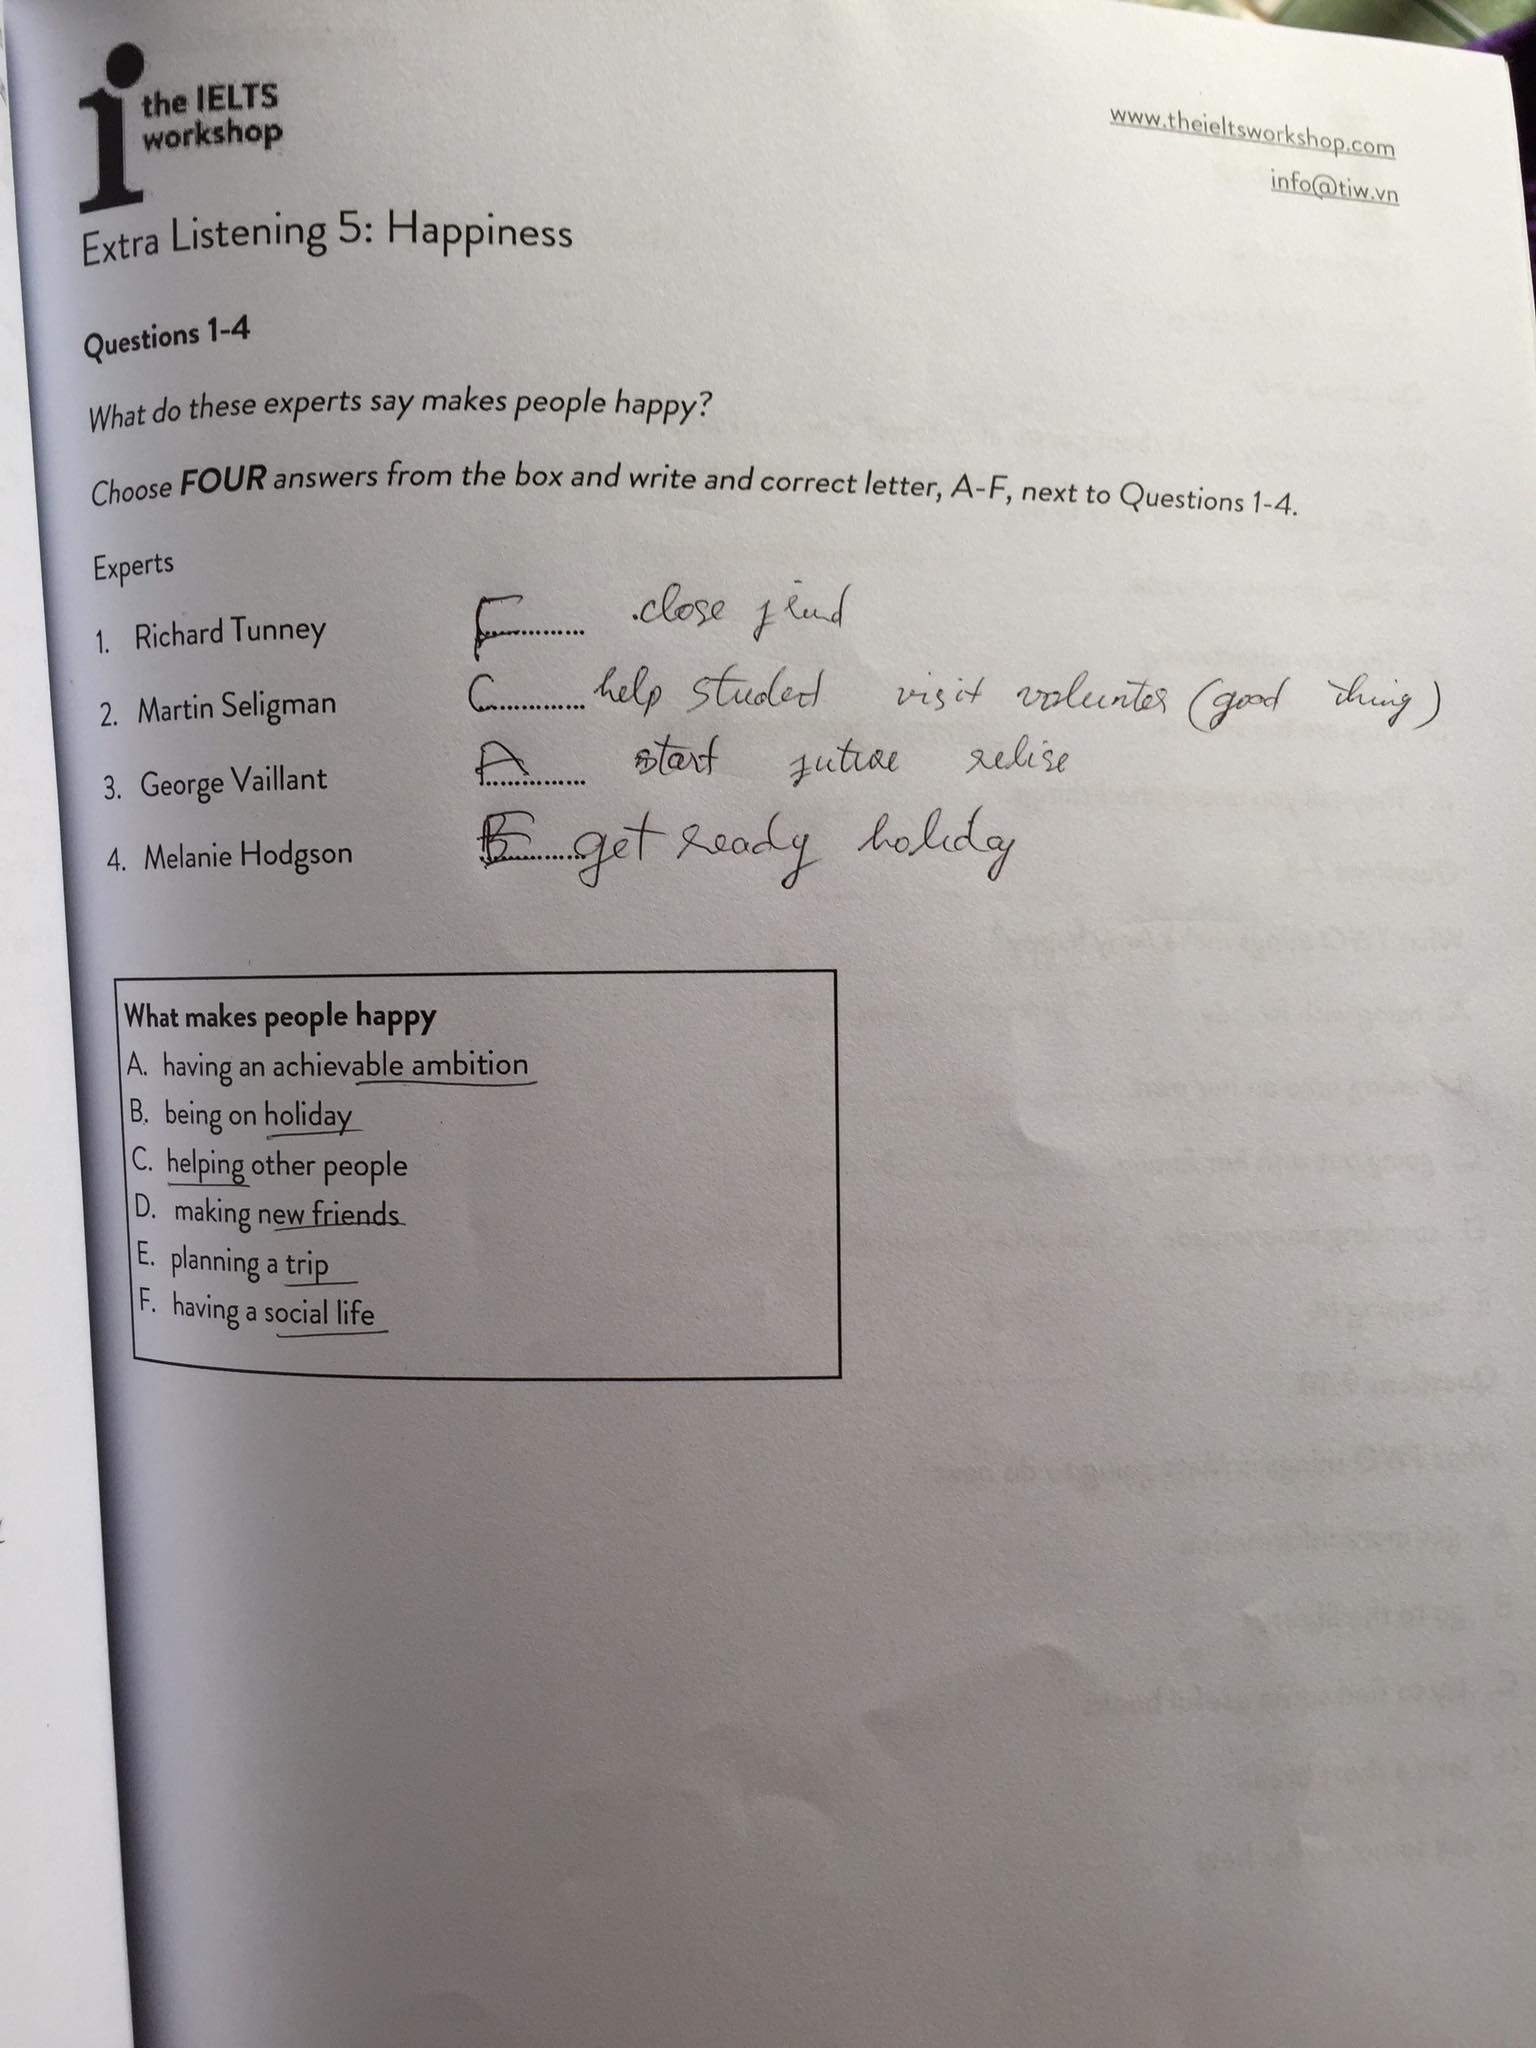 the IELTS
workshop
www.theieltsworkshop.com
info@tiw.vn
Extra Listening 5: Happiness
Questions 1-4
What do these experts say makes people happy?
Choose FOUR answers from the box and write and correct letter, A-F, next to Questions 1-4.
Experts
1. Richard Tunney F............ .close
2. Martin Seligman C............ help student visit volunter (good thing)
3. George Vaillant A............ start future relise
4. Melanie Hodgson ............ get ready holiday
What makes people happy
A. having an achievable ambition
B. being on holiday
C. helping other people
D. making new friends
E. planning a trip
F. having a social life